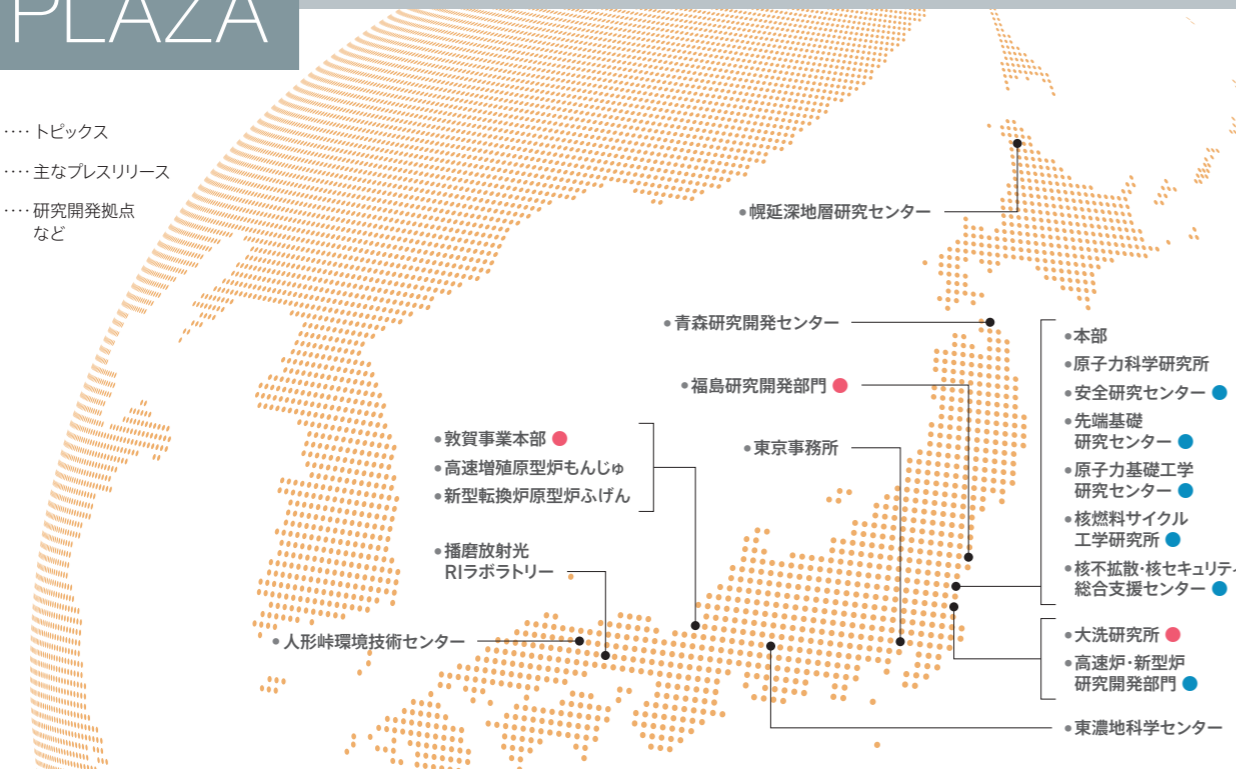 PLAZA
‥‥ トピックス
‥‥ 主なプレスリリース
‥‥ 研究開発拠点
など
•幌延深地層研究センター
•青森研究開発センター
•福島研究開発部門
•東京事務所
•敦賀事業本部
•高速増殖原型炉もんじゅ
•新型転換炉原型炉ふげん
•播磨放射光
RIラボラトリー
•人形峠環境技術センター
•本部
•原子力科学研究所
•安全研究センター
•先端基礎
研究センター
•原子力基礎工学
研究センター
•核燃料サイクル
工学研究所
•核不拡散・核セキュリティ
総合支援センター
•大洗研究所
•高速炉・新型炉
研究開発部門
•東濃地科学センター